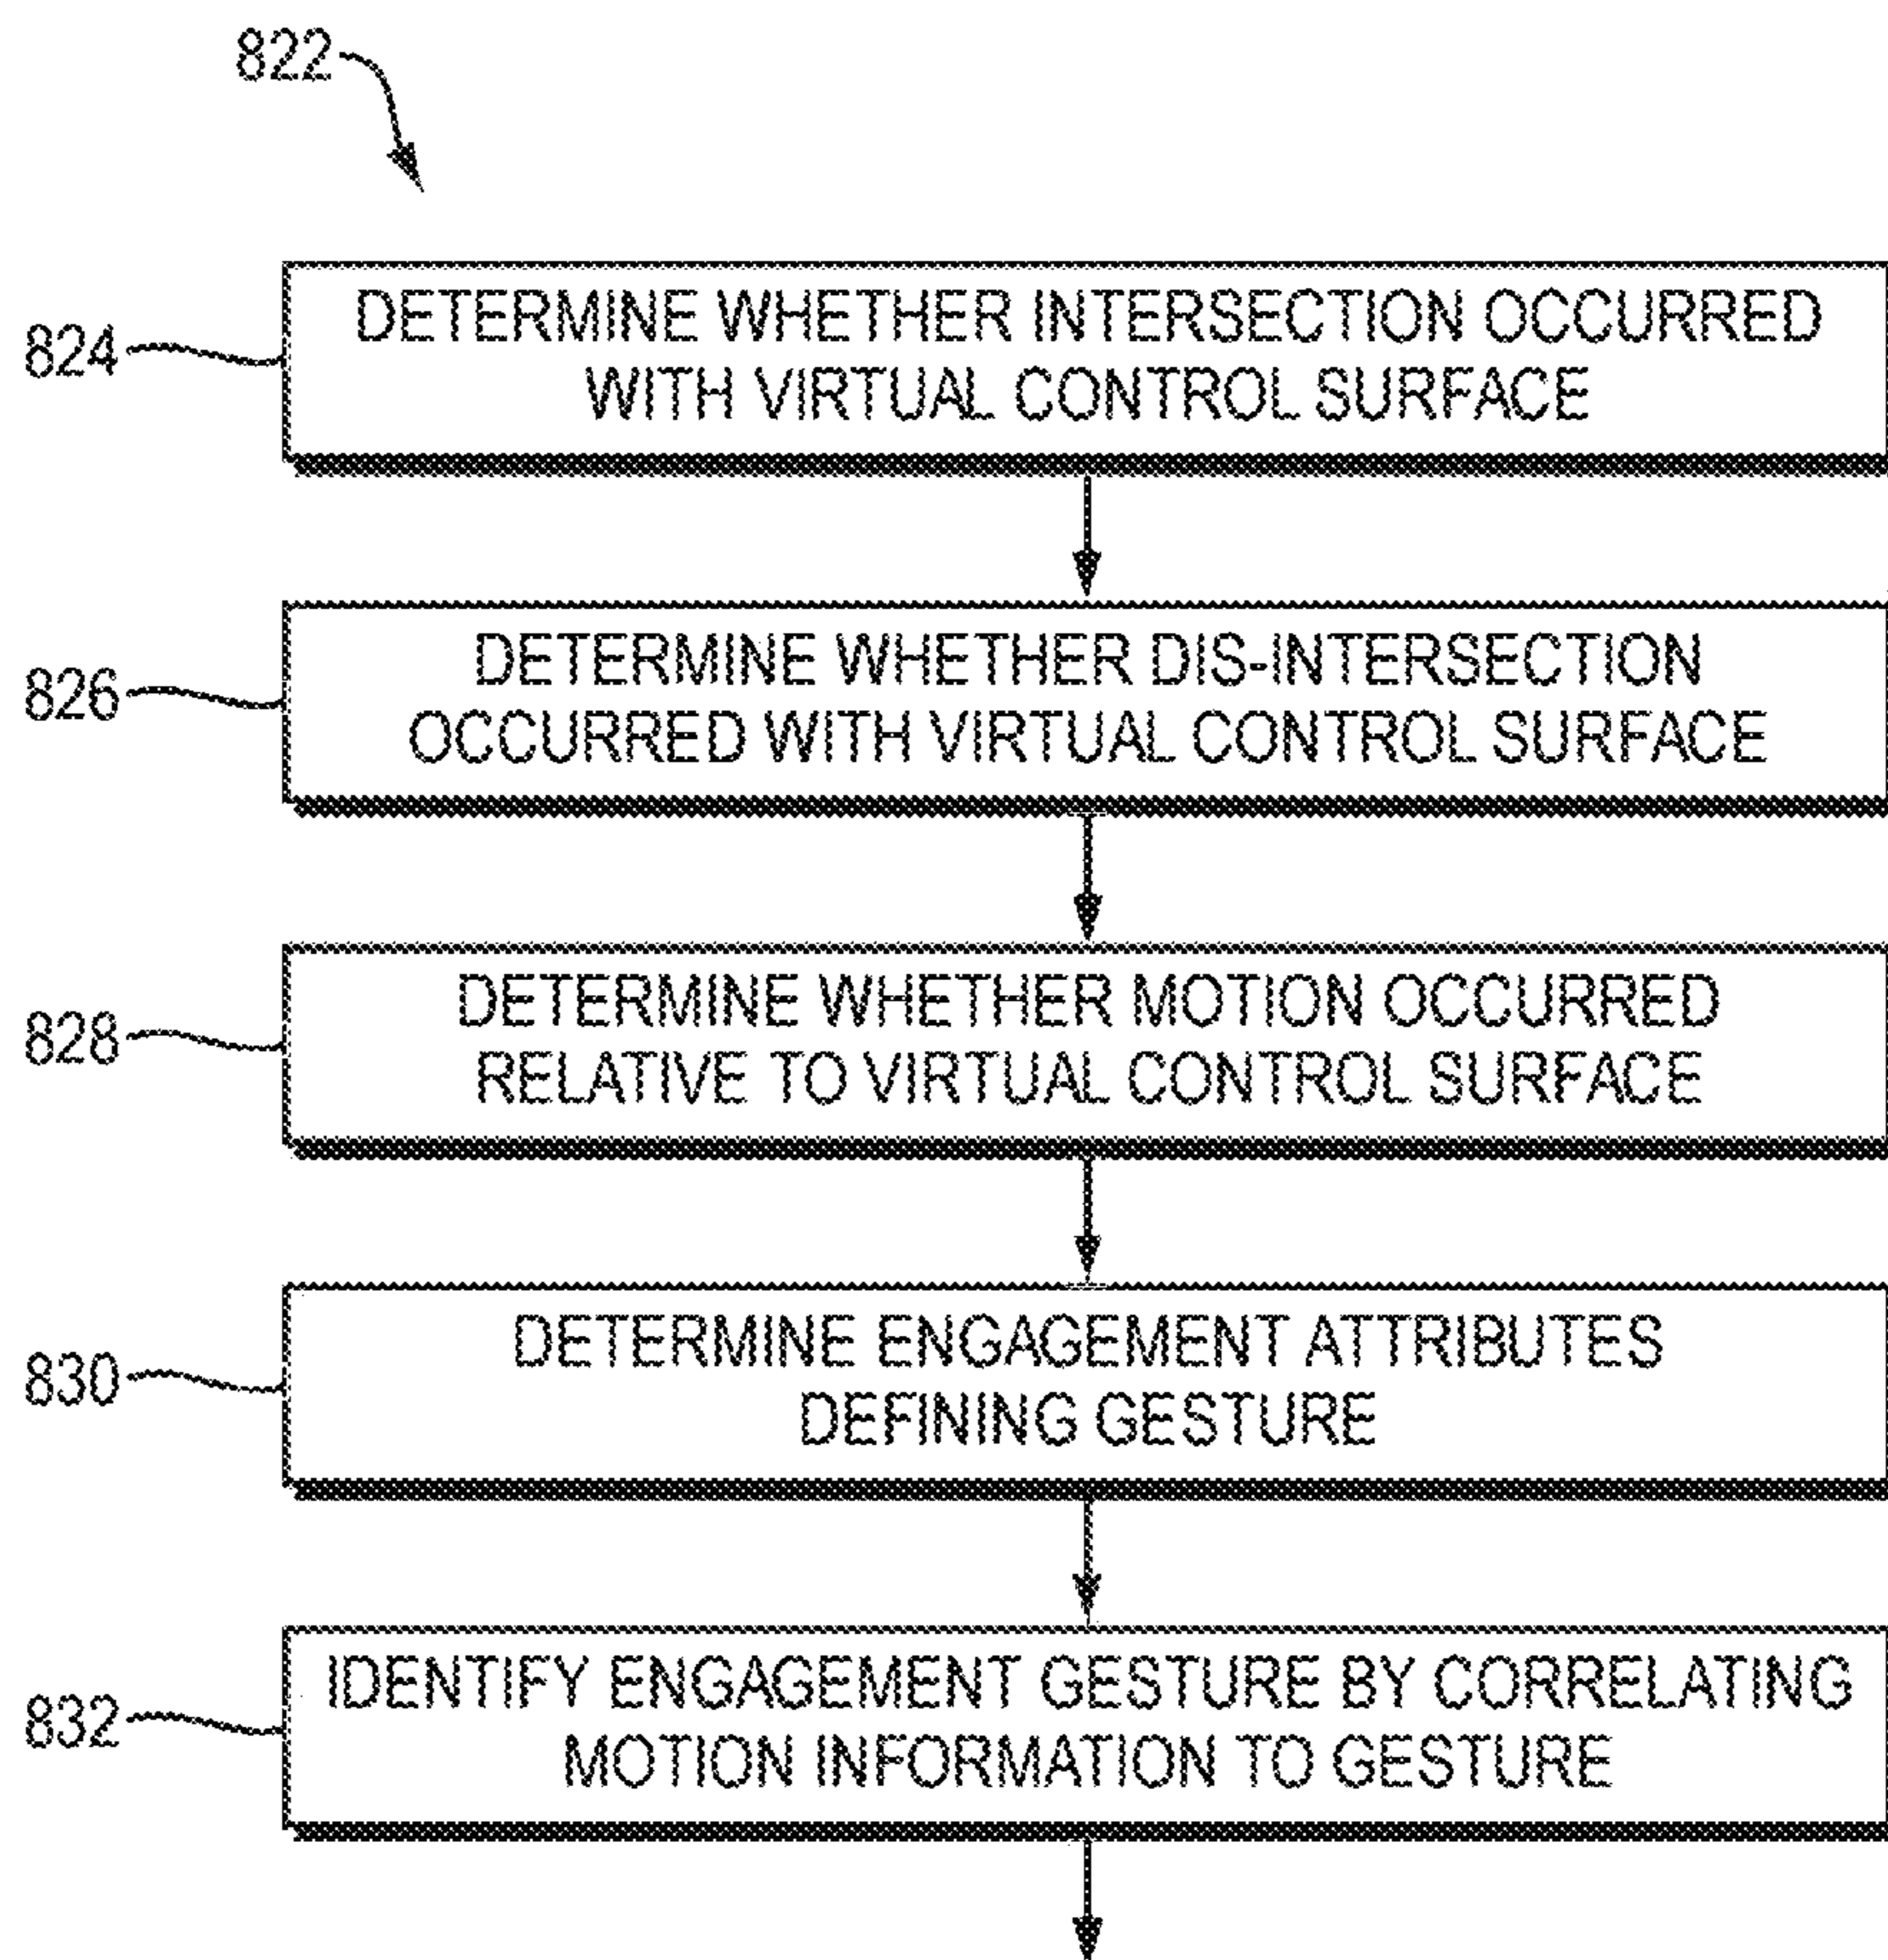 822
824
DETERMINE WHETHER INTERSECTION OCCURRED
WITH VIRTUAL CONTROL SURFACE
826
DETERMINE WHETHER DIS-INTERSECTION
OCCURRED WITH VIRTUAL CONTROL SURFACE
828
DETERMINE WHETHER MOTION OCCURRED
RELATIVE TO VIRTUAL CONTROL SURFACE
830
DETERMINE ENGAGEMENT ATTRIBUTES
DEFINING GESTURE
832
IDENTIFY ENGAGEMENT GESTURE BY CORRELATING
MOTION INFORMATION TO GESTURE